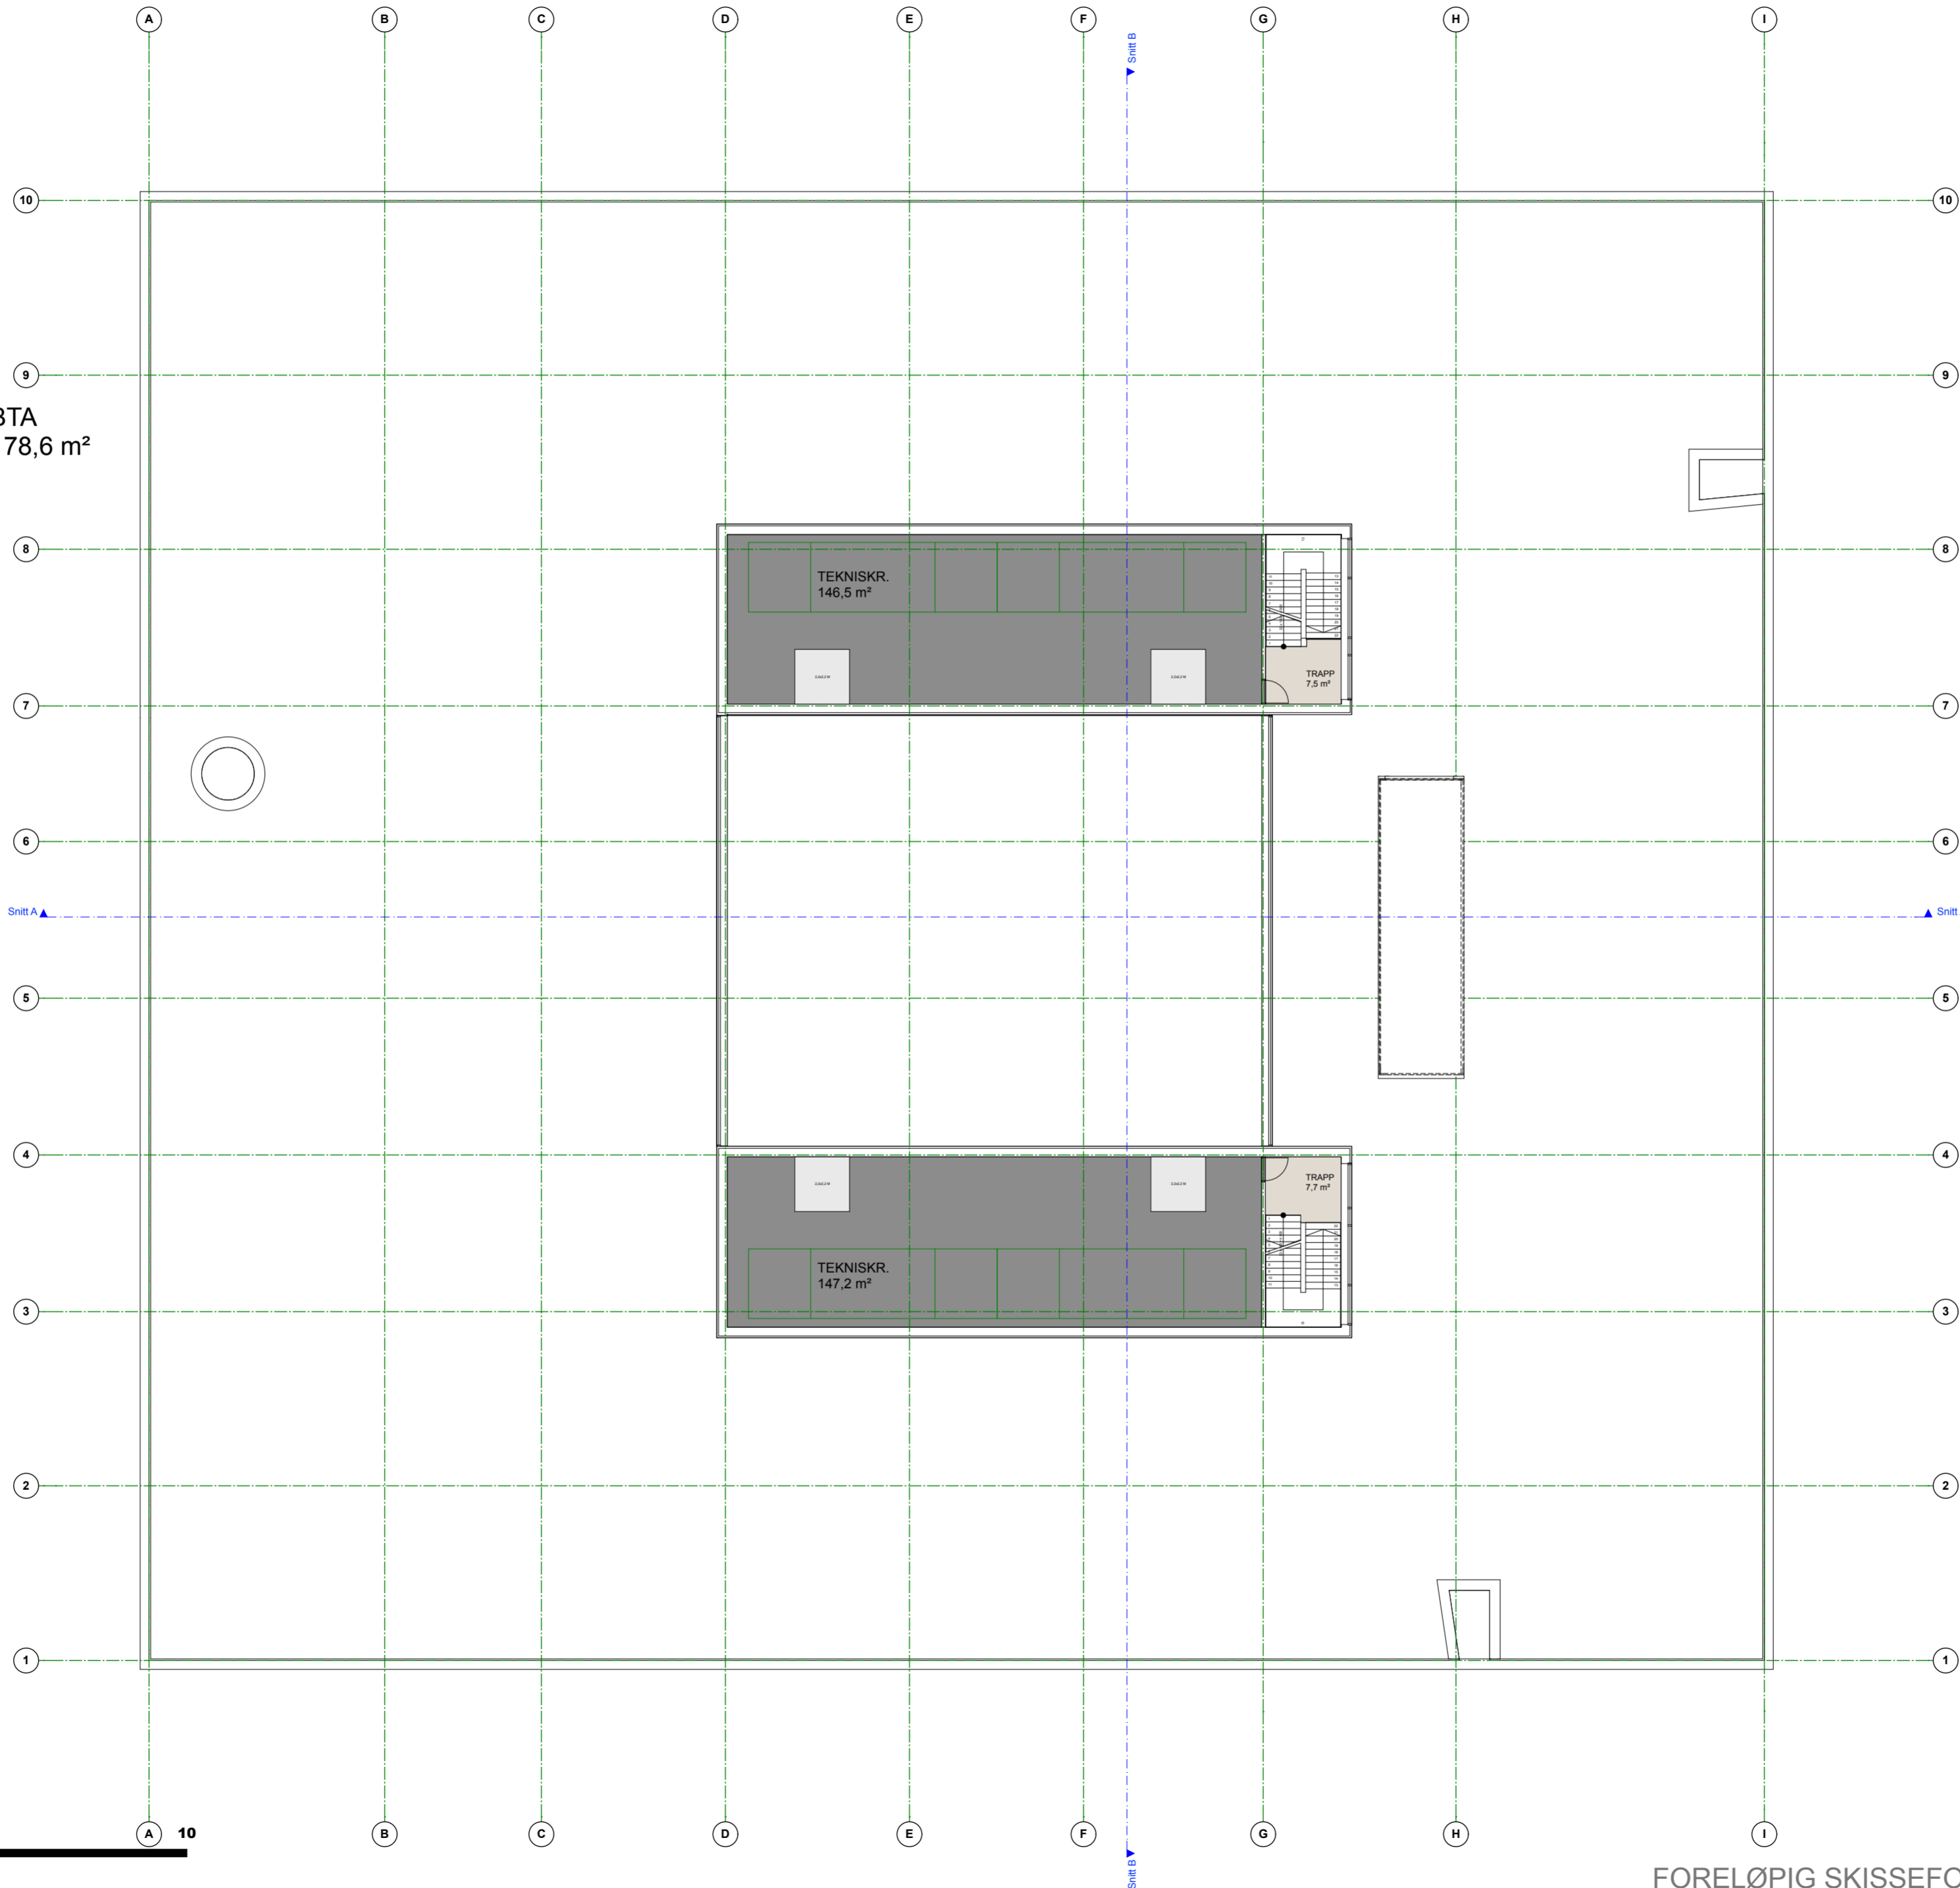 A B C D E F G H I
Snitt B
10 10
9 9
BTA
78,6 m²
8 8
TEKNISKR.
146,5 m²
TRAPP
7,5 m²
7 7
6 6
Snitt A Snitt
5 5
4 4
TRAPP
7,7 m²
TEKNISKR.
147,2 m²
3 3
2 2
1 1
A 10 B C D E F G H I
Snitt B
FORELØPIG SKISSEFO